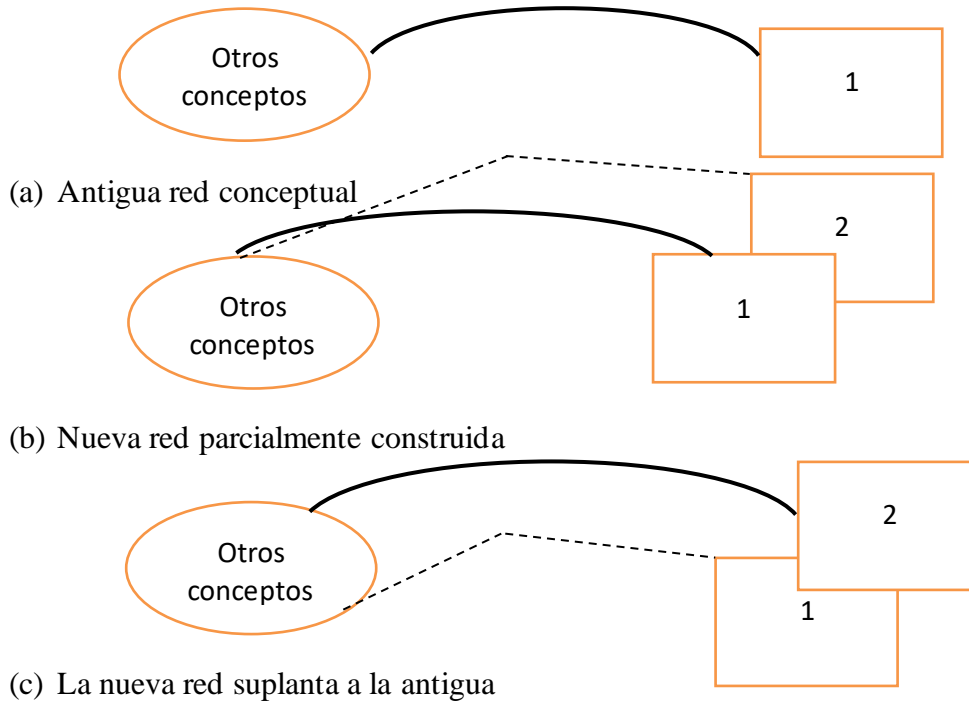 Otros
conceptos
1
(a) Antigua red conceptual
2
Otros
conceptos
1
(b) Nueva red parcialmente construida
2
Otros
conceptos
1
(c) La nueva red suplanta a la antigua